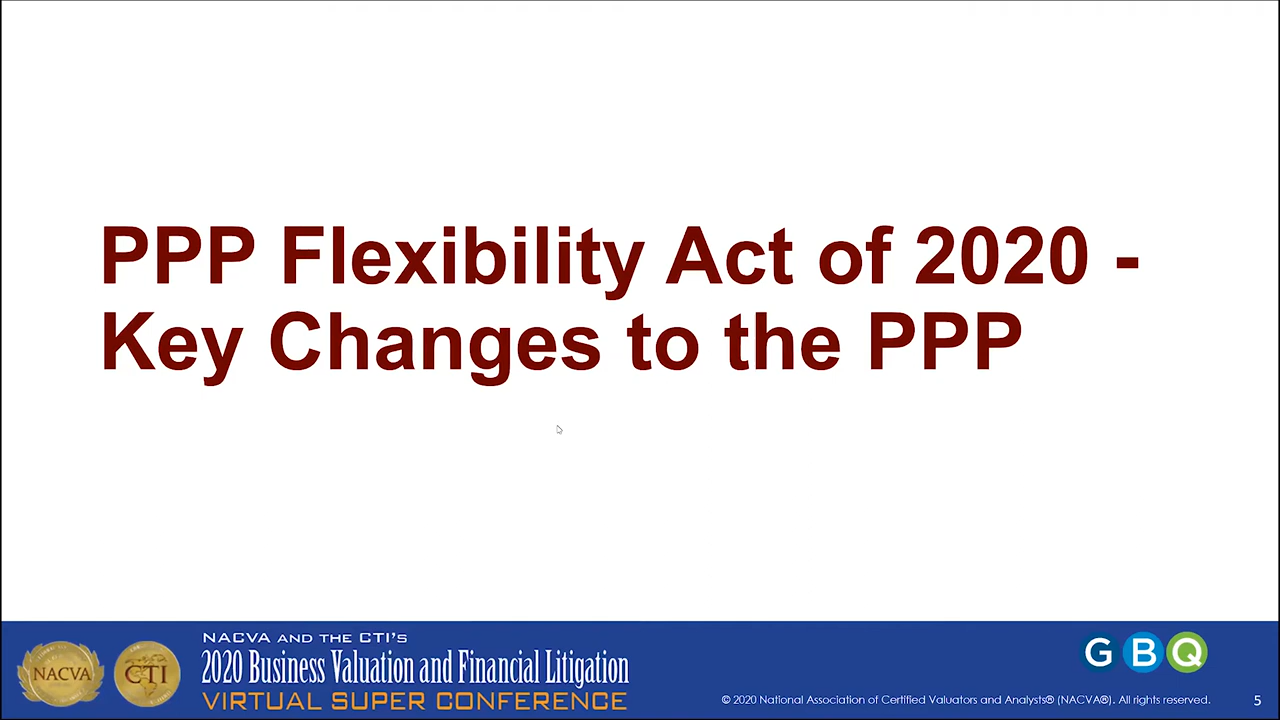 PPP Flexibility Act of 2020 -
Key Changes to the PPP
NACVA AND THE CTI'S
2020 Business Valuation and Financial Litigation
VIRTUAL SUPER CONFERENCE
NACVA
CTI
GBQ
© 2020 National Association of Certified Valuators and Analysts® (NACVA®). All rights reserved.
5